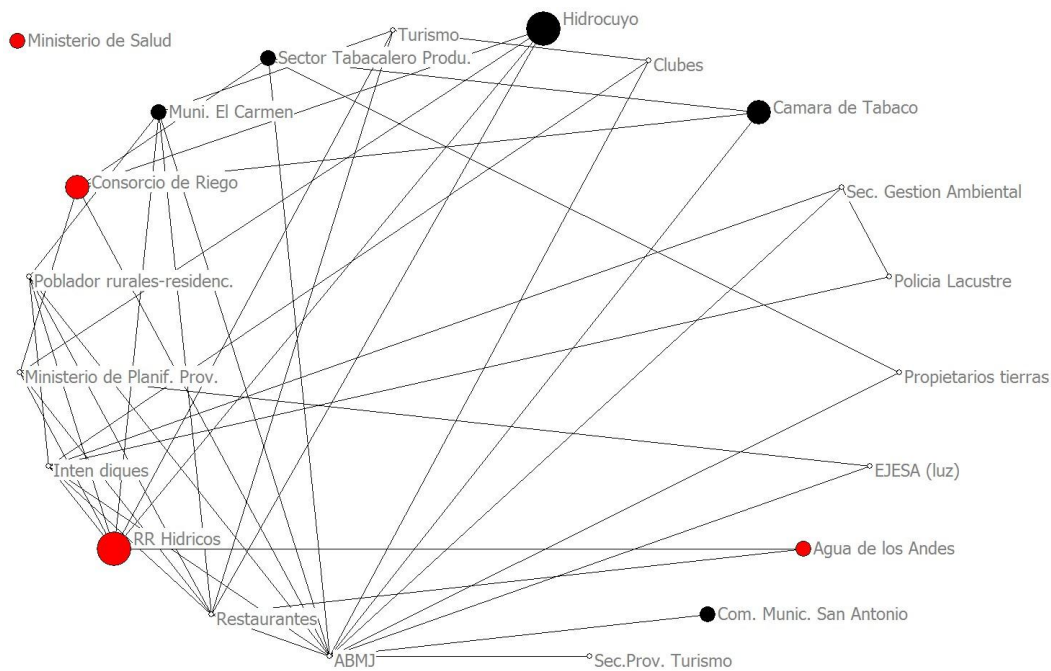 Hidrocuyo
Turismo
Ministerio de Salud
Sector Tabacalero Produ.
Clubes
Muni. El Carmen
Camara de Tabaco
Consorcio de Riego
Sec. Gestion Ambiental
Poblador rurales-residenc.
Policia Lacustre
Ministerio de Planif. Prov.
Propietarios tierras
Inten diques
EJESA (luz)
RR Hidricos
Agua de los Andes
Restaurantes
Com. Munic. San Antonio
ABMJ
Sec.Prov. Turismo